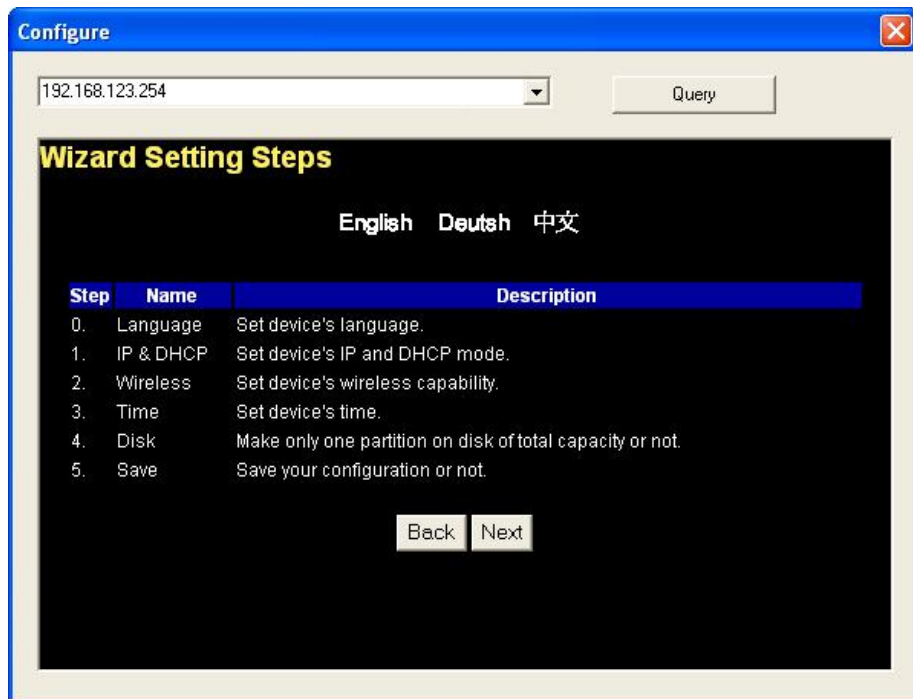 Configure
192.168.123.254 Query
Wizard Setting Steps
English Deutsh 中文
Step Name Description
0. Language Set device's language.
1. IP & DHCP Set device's IP and DHCP mode.
2. Wireless Set device's wireless capability.
3. Time Set device's time.
4. Disk Make only one partition on disk of total capacity or not.
5. Save Save your configuration or not.
Back Next